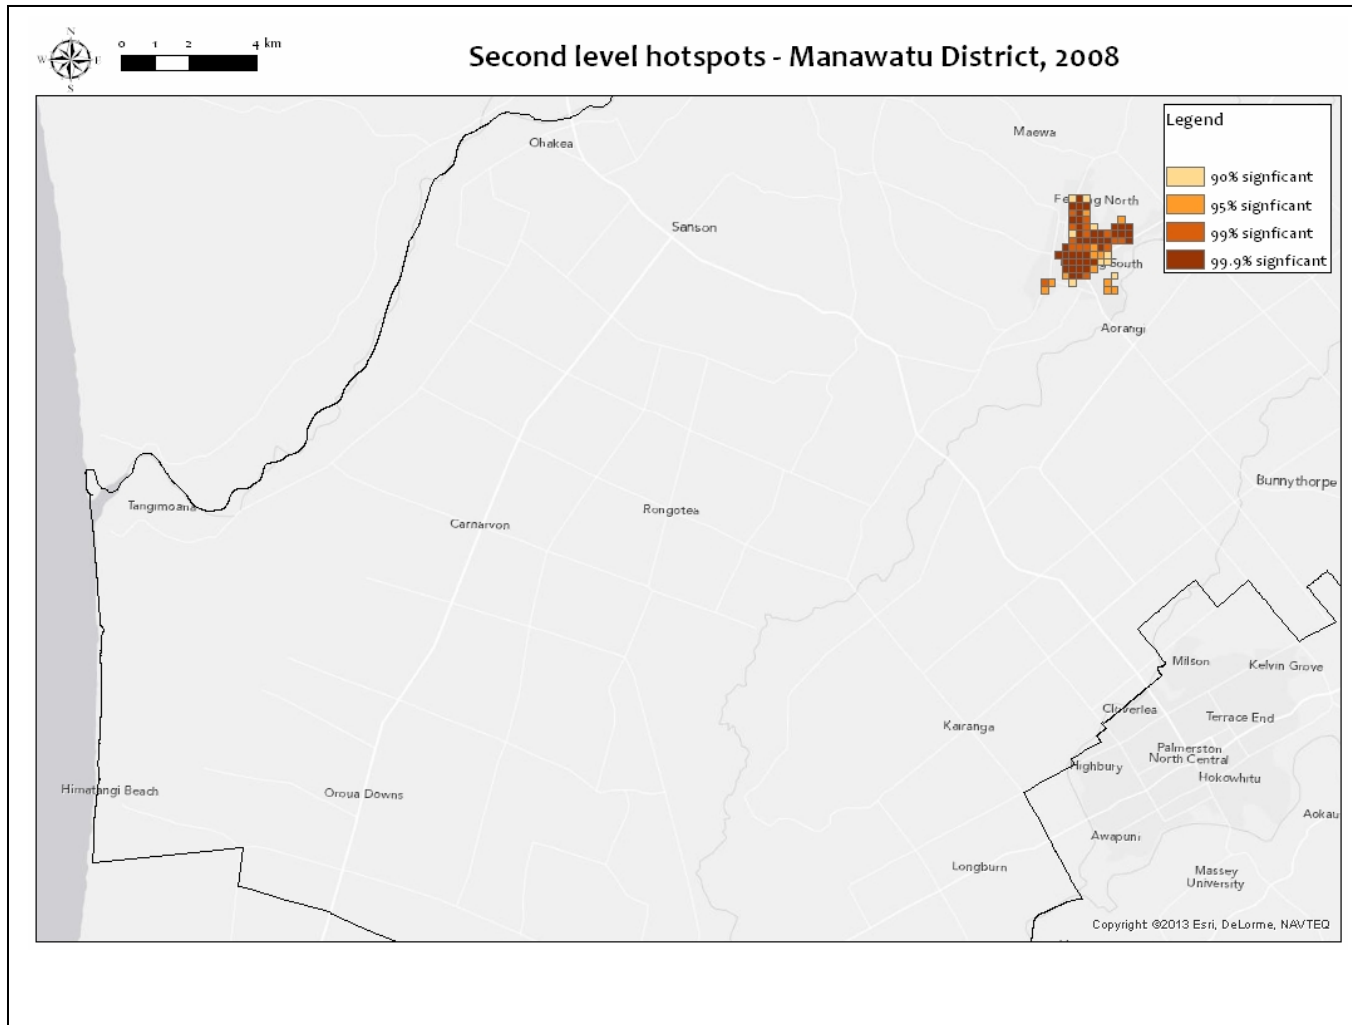 N
W
E
S
0 1 2 4 km
Second level hotspots - Manawatu District, 2008
Legend
90% signficant
95% signficant
99% signficant
99.9% signficant
Maewa
Ohakea
North
Sanson
South
Aorangi
Bunnythorpe
Tangimoana
Rongotea
Carnarvon
Milson
Kelvin Grove
Cloverlea
Terrace End
Kairanga
Palmerston
North Central
Highbury
Hokowhitu
Himatangi Beach
Oroua Downs
Awapuni
Longburn
Massey
University
Copyright ©2013 Esri, DeLorme, NAVTEQ